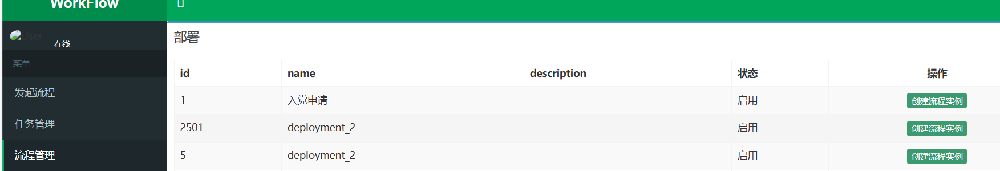 WorkFlow
User
在线
菜单
发起流程
任务管理
流程管理
部署
id name description 状态 操作
1 入党申请 启用 创建流程实例
2501 deployment_2 启用 创建流程实例
5 deployment_2 启用 创建流程实例